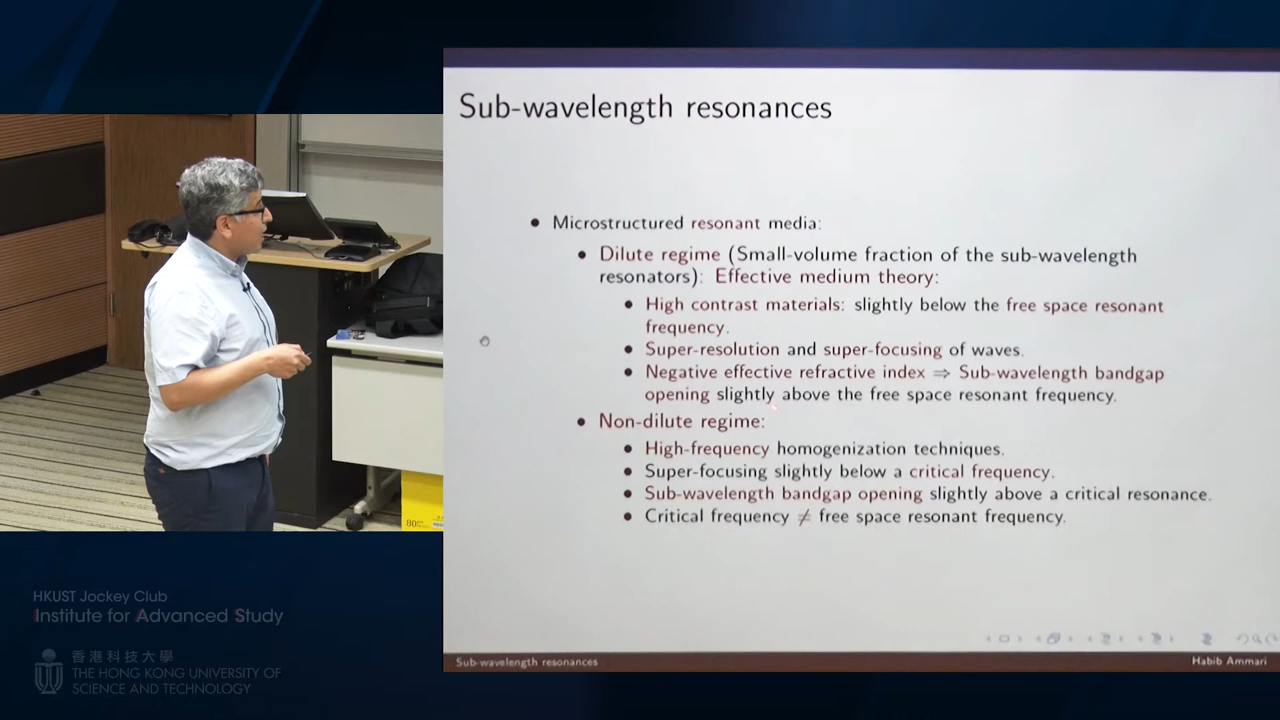 Sub-wavelength resonances
• Microstructured resonant media:
• Dilute regime (Small-volume fraction of the sub-wavelength
resonators): Effective medium theory:
• High contrast materials: slightly below the free space resonant
frequency.
• Super-resolution and super-focusing of waves.
• Negative effective refractive index ⇒ Sub-wavelength bandgap
opening slightly above the free space resonant frequency.
• Non-dilute regime:
• High-frequency homogenization techniques.
• Super-focusing slightly below a critical frequency.
• Sub-wavelength bandgap opening slightly above a critical resonance.
• Critical frequency ≠ free space resonant frequency.
Sub-wavelength resonances
Habib Ammari
80
HKUST Jockey Club
Institute for Advanced Study
香港科技大學
THE HONG KONG UNIVERSITY OF
SCIENCE AND TECHNOLOGY